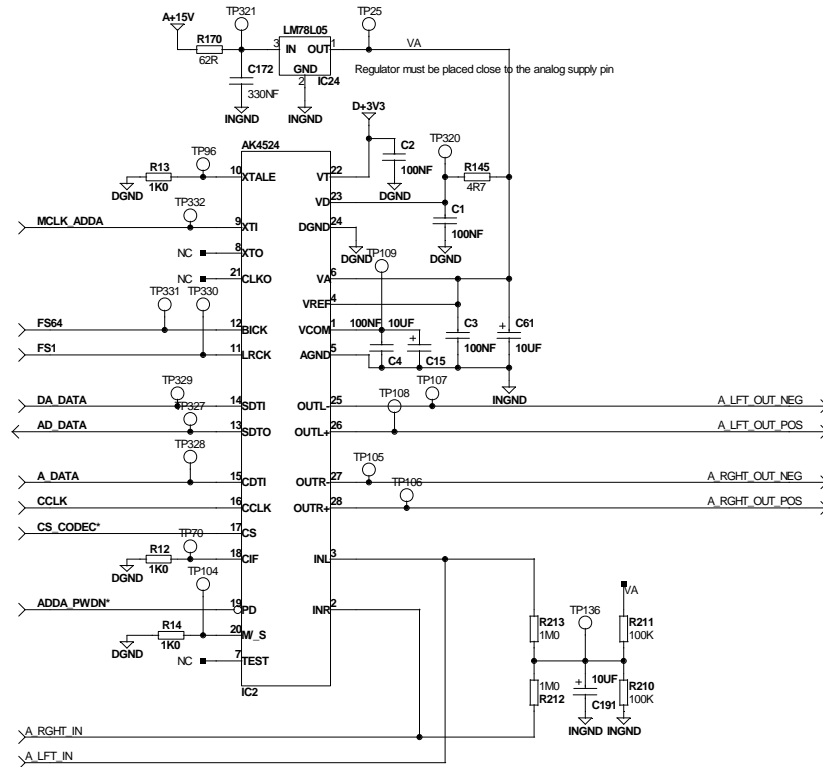 TP321
TP25
A+15V
LM78L05
R170
3 IN OUT 1
VA
62R
GND
C172
2
IC24
Regulator must be placed close to the analog supply pin
330NF
INGND
INGND
D+3V3
AK4524
C2
TP320
TP96
R13
100NF
R145
10 XTALE
VT 22
DGND
4R7
DGND
1K0
TP332
VD 23
C1
MCLK_ADDA
9 XTI
DGND 24
100NF
NC
8 XTO
DGND
DGND
TP109
NC
21 CLKO
VA 6
TP331
TP330
VREF 4
FS64
12 BICK
VCOM 1
100NF
10UF
C3
C61
FS1
11 LRCK
AGND 5
C4
C15
100NF
10UF
TP329
TP107
TP108
INGND
DA_DATA
14 SDTI
OUTL- 25
A_LFT_OUT_NEG
TP327
AD_DATA
13 SDTO
OUTL+ 26
A_LFT_OUT_POS
TP328
TP105
A_DATA
15 CDTI
OUTR- 27
A_RGHT_OUT_NEG
TP106
CCLK
16 CCLK
OUTR+ 28
A_RGHT_OUT_POS
CS_CODEC*
17 CS
TP70
R12
18 CIF
INL 3
DGND
1K0
TP104
VA
ADDA_PWDN*
19 PD
INR 2
R213
TP136
R211
R14
1M0
100K
20 M/_S
DGND
1K0
NC
7 TEST
1M0
10UF
R210
IC2
R212
C191
100K
INGND
INGND
A_RGHT_IN
A_LFT_IN